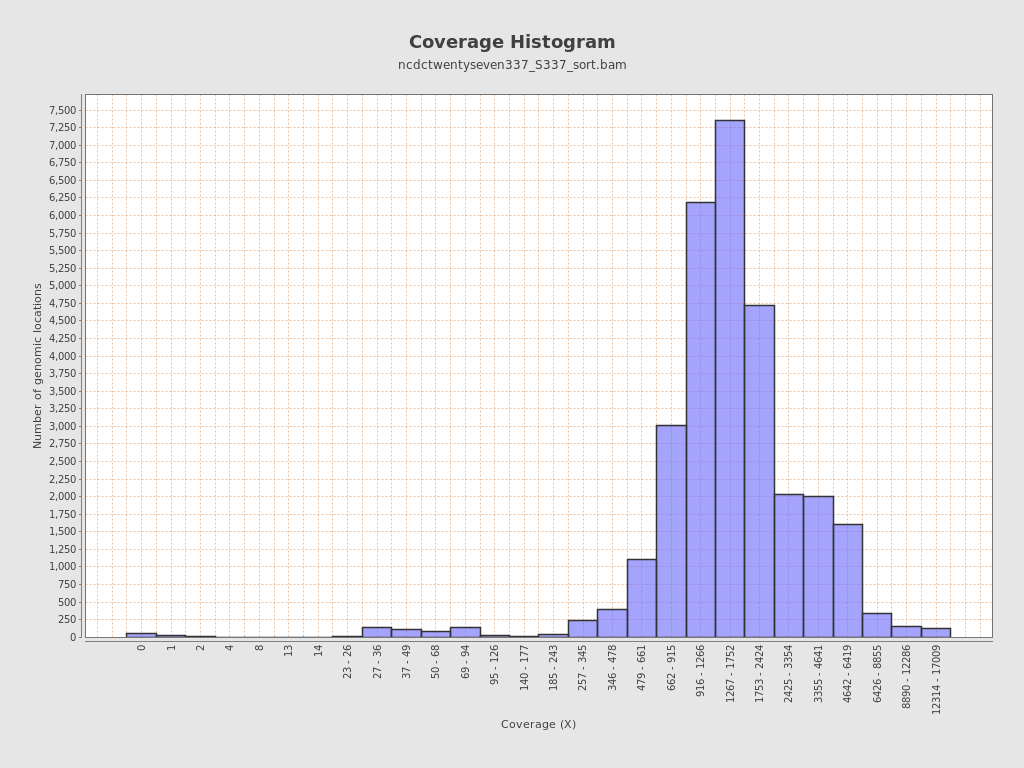 Coverage Histogram
ncdctwentyseven337_S337_sort.bam
Number of genomic locations
7,500
7,250
7,000
6,750
6,500
6,250
6,000
5,750
5,500
5,250
5,000
4,750
4,500
4,250
4,000
3,750
3,500
3,250
3,000
2,750
2,500
2,250
2,000
1,750
1,500
1,250
1,000
750
500
250
0
0
1
2
4
8
13
14
23 - 26
27 - 36
37 - 49
50 - 68
69 - 94
95 - 126
140 - 177
185 - 243
257 - 345
346 - 478
479 - 661
662 - 915
916 - 1266
1267 - 1752
1753 - 2424
2425 - 3354
3355 - 4641
4642 - 6419
6426 - 8855
8890 - 12286
12314 - 17009
Coverage (X)